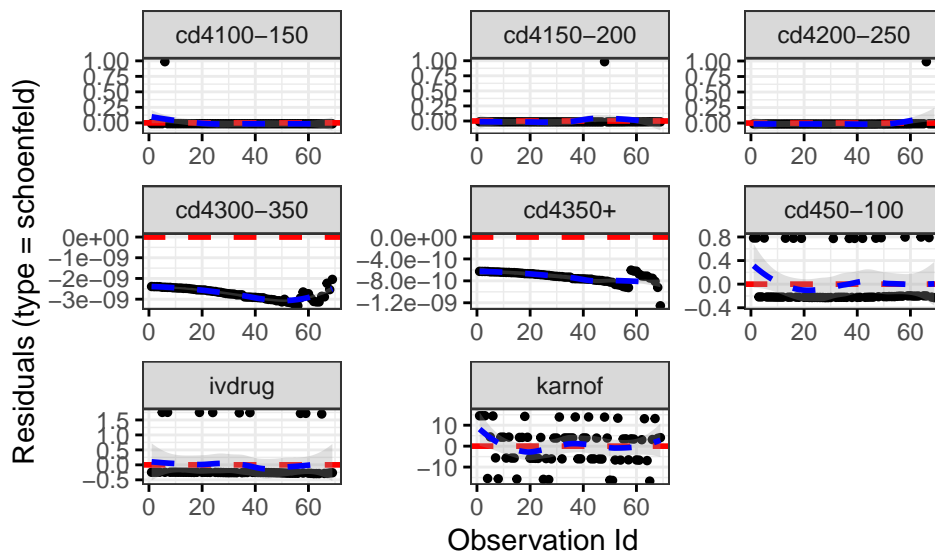 cd4100−150 cd4150−200 cd4200−250
1.00 1.00 1.00
0.75 0.75 0.75
0.50 0.50 0.50
0.25 0.25 0.25
0.00 0.00 0.00
0 20 40 60 0 20 40 60 0 20 40 60
cd4300−350 cd4350+ cd450−100
0e+00 0.0e+00 0.8
−1e−09 −4.0e−10 0.4
−2e−09 −8.0e−10 0.0
−3e−09 −1.2e−09 −0.4
0 20 40 60 0 20 40 60 0 20 40 60
ivdrug karnof
1.5 10
1.0 0
0.5 −10
0.0
−0.5
0 20 40 60 0 20 40 60
Residuals (type = schoenfeld)
Observation Id